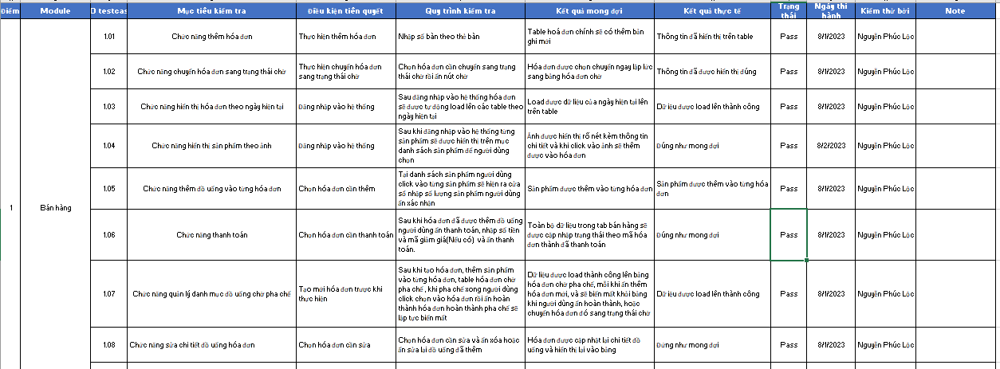 Điểm Module D testcas Mục tiêu kiểm tra Điều kiện tiên quyết Quy trình kiểm tra Kết quả mong đợi Kết quả thực tế Trạng thái Ngày thi hành Kiểm thử bởi Note
1 Bán hàng
1.01 Chức năng thêm hóa đơn Thực hiện thêm hóa đơn Nhập số bàn theo thẻ bàn
Table hoá đơn chính sẽ có thêm bản
ghi mới
Thông tin đã hiển thị trên table Pass 8/1/2023 Nguyễn Phúc Lộc
1.02 Chức năng chuyển hóa đơn sang trạng thái chờ
Thực hiện chuyển hóa đơn
sang trạng thái chờ
Chọn hóa đơn cần chuyển sang trạng
thái chờ rồi ấn nút chờ
Hóa đơn được chọn chuyển ngay lập tức
sang bảng hóa đơn chờ
Thông tin đã được hiển thị đúng Pass 8/1/2023 Nguyễn Phúc Lộc
1.03 Chức năng hiển thị hóa đơn theo ngày hiện tại Đăng nhập vào hệ thống
Sau đăng nhập vào hệ thống hóa đơn
sẽ được tự động load lên các table theo
ngày hiện tại
Load được dữ liệu của ngày hiện tại lên
trên table
Dữ liệu được load lên thành công Pass 8/1/2023 Nguyễn Phúc Lộc
1.04 Chức năng hiển thị sản phẩm theo ảnh Đăng nhập vào hệ thống
Sau khi đăng nhập vào hệ thống từng
sản phẩm sẽ được hiển thị trên mục
danh sách sản phẩm để người dùng
chọn
Ảnh được hiển thị rõ nét kèm thông tin
chi tiết và khi click vào ảnh sẽ thêm
được vào hóa đơn
Đúng như mong đợi Pass 8/2/2023 Nguyễn Phúc Lộc
1.05 Chức năng thêm đồ uống vào từng hóa đơn Chọn hóa đơn cần thêm
Tại danh sách sản phẩm người dùng
click vào từng sản phẩm sẽ hiện ra cửa
sổ nhập số lượng sản phẩm người dùng
ấn xác nhận
Sản phẩm được thêm vào từng hóa đơn
Sản phẩm được thêm vào từng hóa
đơn
Pass 8/1/2023 Nguyễn Phúc Lộc
1.06 Chức năng thanh toán Chọn hóa đơn cần thanh toán
Sau khi hóa đơn đã được thêm đồ uống
người dùng ấn thanh toán, nhập số tiền
và mã giảm giá(Nếu có) và ấn thanh
toán.
Toàn bộ dữ liệu trong tab bán hàng sẽ
được cập nhập trạng thái theo mã hóa
đơn thành đã thanh toán
Đúng như mong đợi Pass 8/1/2023 Nguyễn Phúc Lộc
1.07 Chức năng quản lý danh mục đồ uống chờ pha chế
Tạo mới hóa đơn trược khi
thực hiện
Sau khi tạo hóa đơn, thêm sản phẩm
vào từng hóa đơn, table hóa đơn chờ
pha chế , khi pha chế xong người dùng
click chọn vào hóa đơn rồi ấn hoàn
thành hóa đơn hoàn thành pha chế sẽ
lập tực biến mất
Dữ liệu được load thành công lên bảng
hóa đơn chờ pha chế, mỗi khi ấn thêm
hóa đơn mới, và sẽ biến mất khỏi bảng
khi người dùng ấn hoàn thành, hoặc
chuyển hóa đơn đó sang trạng thái chờ
Dữ liệu được load lên thành công Pass 8/1/2023 Nguyễn Phúc Lộc
1.08 Chức năng sửa chi tiết đồ uống hóa đơn Chọn hóa đơn cần sửa
Chọn hóa đơn cần sửa và ấn xóa hoặc
ấn sửa lại đồ uống đã thêm
Hóa đơn được cập nhật lại chi tiết đồ
uống và hiển thị lại vào bảng
Đứng như mong đợi Pass 8/1/2023 Nguyễn Phúc Lộc